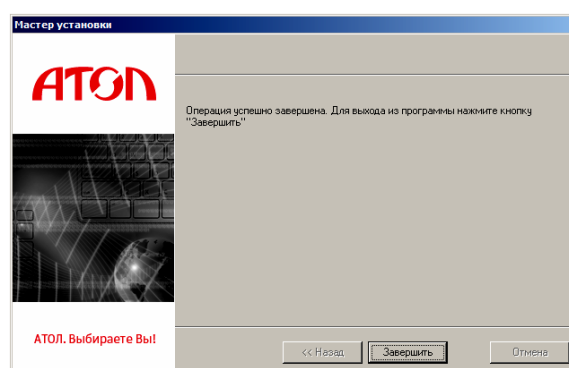 Мастер установки
АТОЛ
Операция успешно завершена. Для выхода из программы нажмите кнопку
"Завершить"
АТОЛ. Выбираете Вы!
<< Назад
Завершить
Отмена